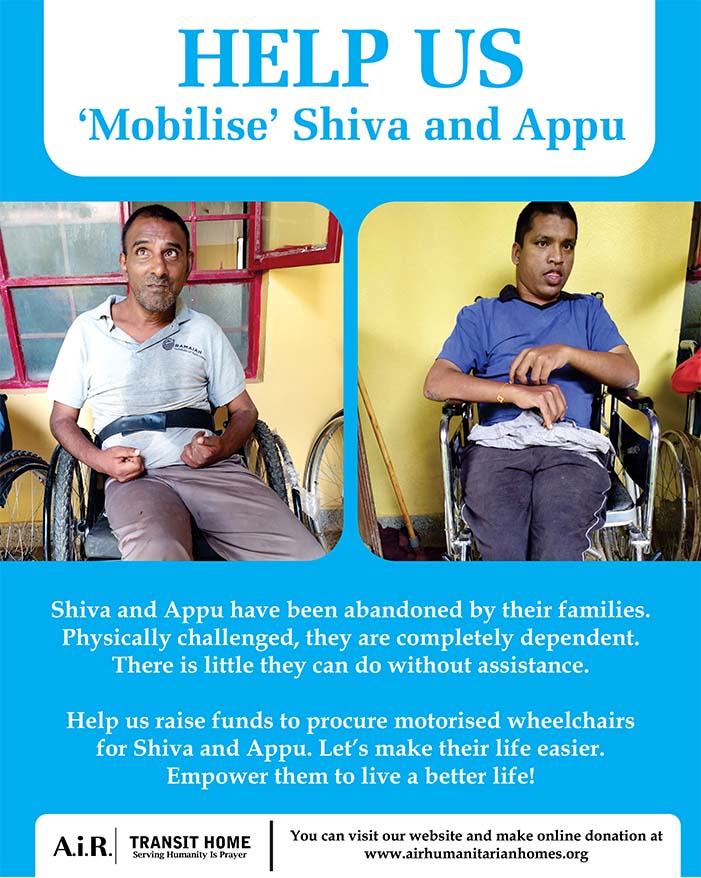 HELP US
‘Mobilise’ Shiva and Appu
RAMAIAH
Shiva and Appu have been abandoned by their families.
Physically challenged, they are completely dependent.
There is little they can do without assistance.
Help us raise funds to procure motorised wheelchairs
for Shiva and Appu. Let’s make their life easier.
Empower them to live a better life!
A.i.R.
TRANSIT HOME
Serving Humanity Is Prayer
You can visit our website and make online donation at
www.airhumanitarianhomes.org